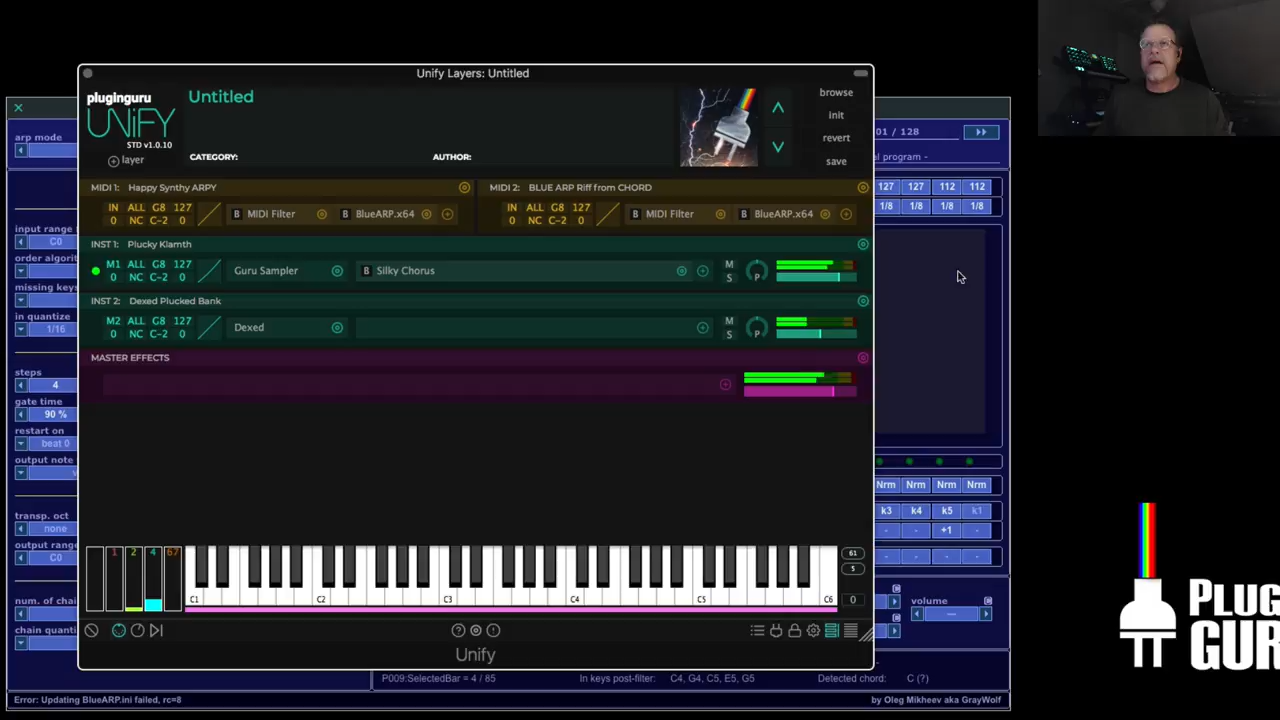 Unify Layers: Untitled
pluginguru
UNIFY
STD v1.0.10
layer
Untitled
CATEGORY:
AUTHOR:
browse
init
revert
save
MIDI 1: Happy Synthy ARPY
MIDI 2: BLUE ARP Riff from CHORD
IN ALL G8 127
0 NC C-2 0
B MIDI Filter
B BlueARP.x64
IN ALL G8 127
0 NC C-2 0
B MIDI Filter
B BlueARP.x64
INST 1: Plucky Klamth
M1 ALL G8 127
NC C-2 0
Guru Sampler
B Silky Chorus
M
S
P
INST 2: Dexed Plucked Bank
M2 ALL G8 127
NC C-2 0
Dexed
M
S
P
MASTER EFFECTS
1 2 4 67
C1 C2 C3 C4 C5 C6
61
5
0
Unify
arp mode
input range
C0
order algorit
missing key
in quantize
1/16
steps
4
gate time
90 %
restart on
beat 0
output note
transp. oct
none
output range
C0
num. of chai
chain quanti
01 / 128
al program -
127 127 112 112
1/8 1/8 1/8 1/8
Nrm Nrm Nrm Nrm
k3 k4 k5 k1
- - +1 -
- - - -
volume
P009:SelectedBar = 4 / 85
In keys post-filter: C4, G4, C5, E5, G5
Detected chord: C (?)
Error: Updating BlueARP.ini failed, rc=8
by Oleg Mikheev aka GrayWolf
PLUG
GUR